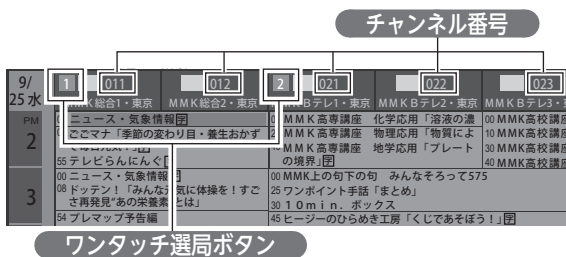 チャンネル番号
9/
25 水
1 011 012 2 021 022 023
MMK総合1・東京 MMK総合2・東京 MMKBテレ1・東京 MMKBテレ2・東京 MMKBテレ3・
PM
2
ニュース・気象情報字
ごごマナ「季節の変わり目・養生おかず
55 テレビらんにんぐ
MMK高専講座 化学応用「溶液の濃
MMK高専講座 物理応用「物質によ
MMK高専講座 地学応用「プレート
の境界」字
00 MMK高校講
10 MMK高校講
30 MMK高校講
40 MMK高校講
3
00 ニュース・気象情報
08 ドッテン!「みんな元気に体操を!すご
さ再発見"あの栄養素"とは」
54 プレマップ予告編
00 MMK上の句下の句 みんなそろって575
25 ワンポイント手話「まとめ」
30 10min.ボックス
45 ヒージーのひらめき工房「くじであそぼう!」字
ワンタッチ選局ボタン